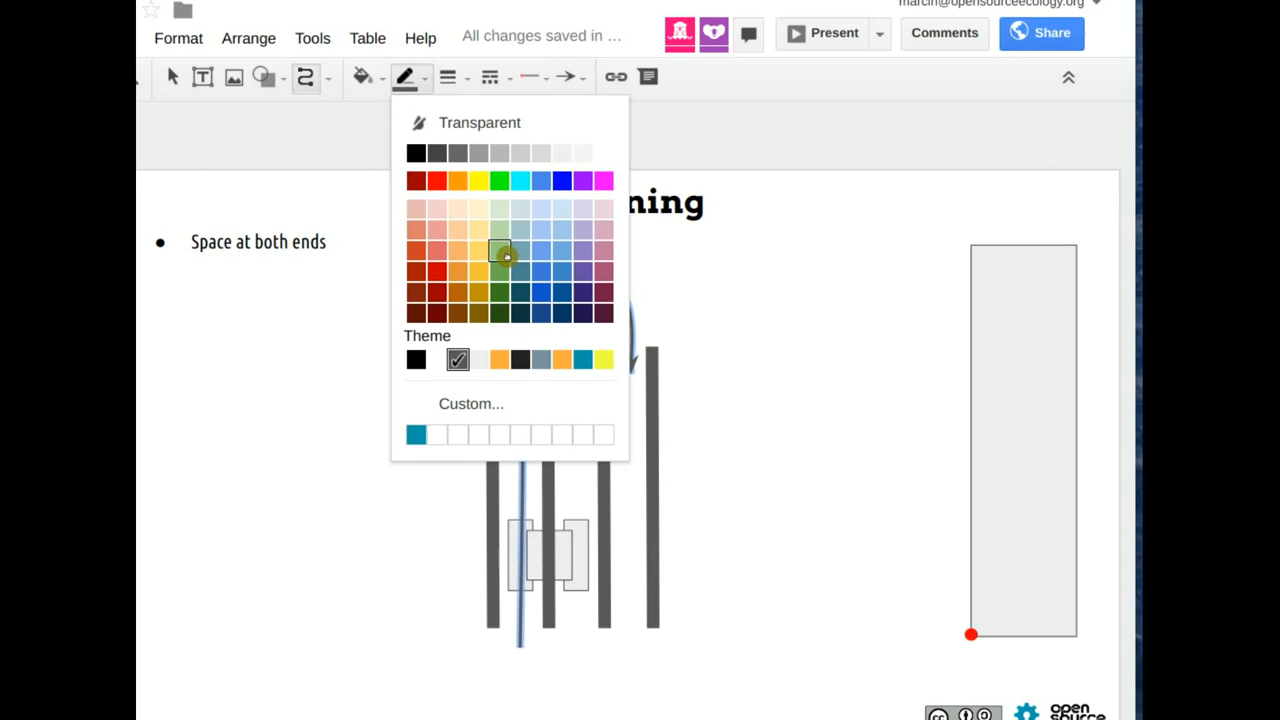 marcin@opensourceecology.org
Format Arrange Tools Table Help All changes saved in ... Present Comments Share
Transparent
ning
Space at both ends
Theme
Custom...
cc
open
source